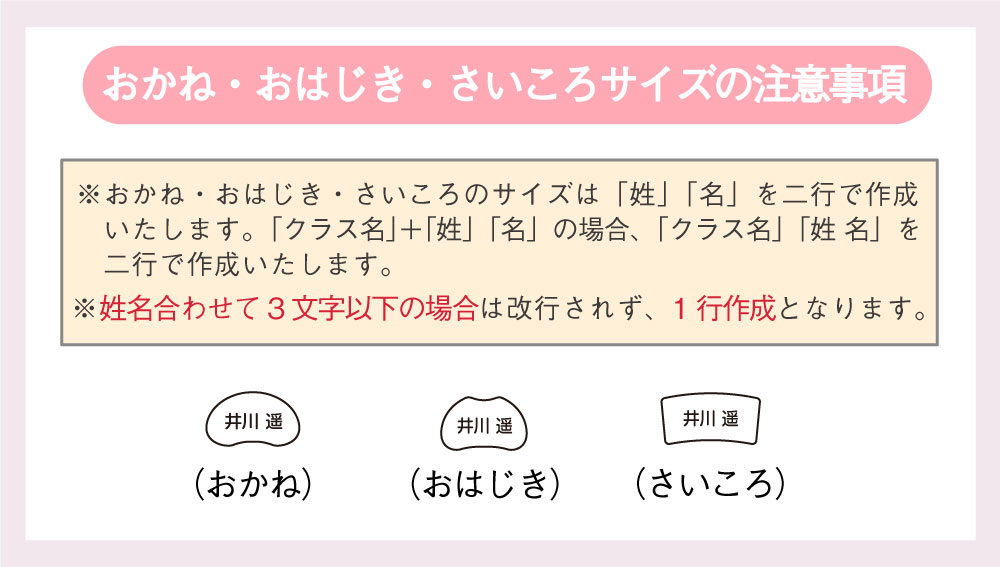 おかね・おはじき・さいころサイズの注意事項
※おかね・おはじき・さいころのサイズは「姓」「名」を二行で作成
いたします。「クラス名」＋「姓」「名」の場合、「クラス名」「姓 名」を
二行で作成いたします。
※姓名合わせて3文字以下の場合は改行されず、1行作成となります。
井川 遥
井川 遥
井川 遥
（おかね）
（おはじき）
（さいころ）